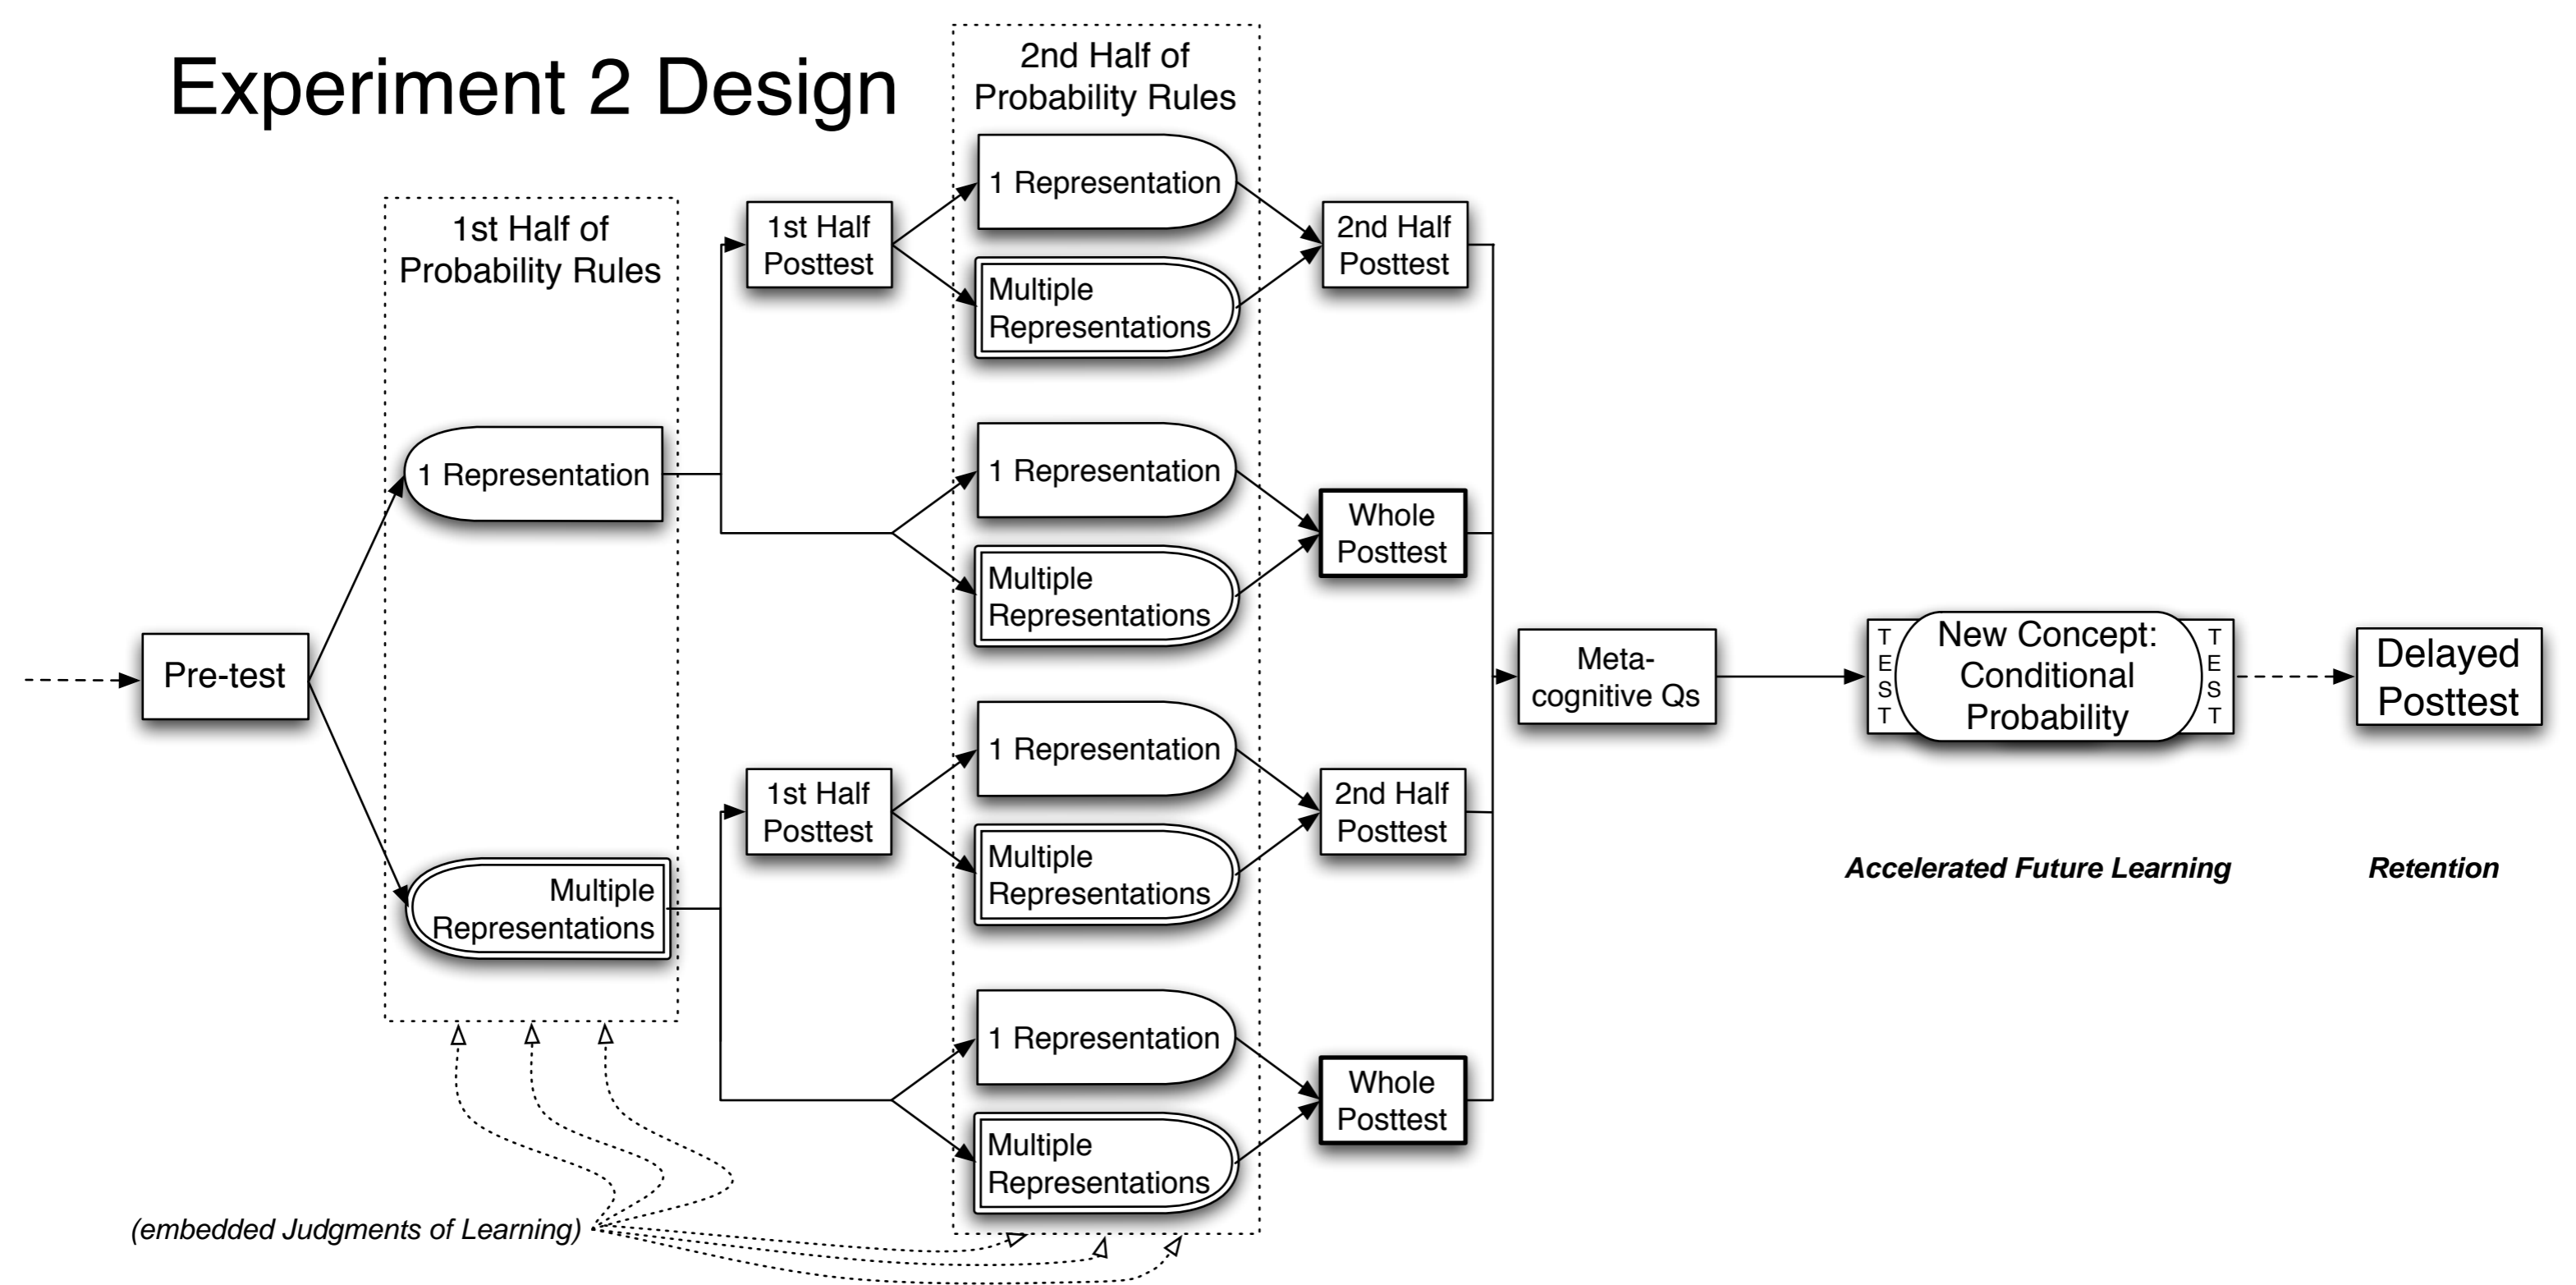 Experiment 2 Design
2nd Half of
Probability Rules
1st Half of
Probability Rules
1 Representation
Multiple
Representations
Pre-test
1st Half
Posttest
1 Representation
Multiple
Representations
2nd Half
Posttest
1 Representation
Multiple
Representations
Whole
Posttest
1st Half
Posttest
1 Representation
Multiple
Representations
2nd Half
Posttest
1 Representation
Multiple
Representations
Whole
Posttest
Meta-
cognitive Qs
T
E
S
T
New Concept:
Conditional
Probability
T
E
S
T
Delayed
Posttest
Accelerated Future Learning
Retention
(embedded Judgments of Learning)